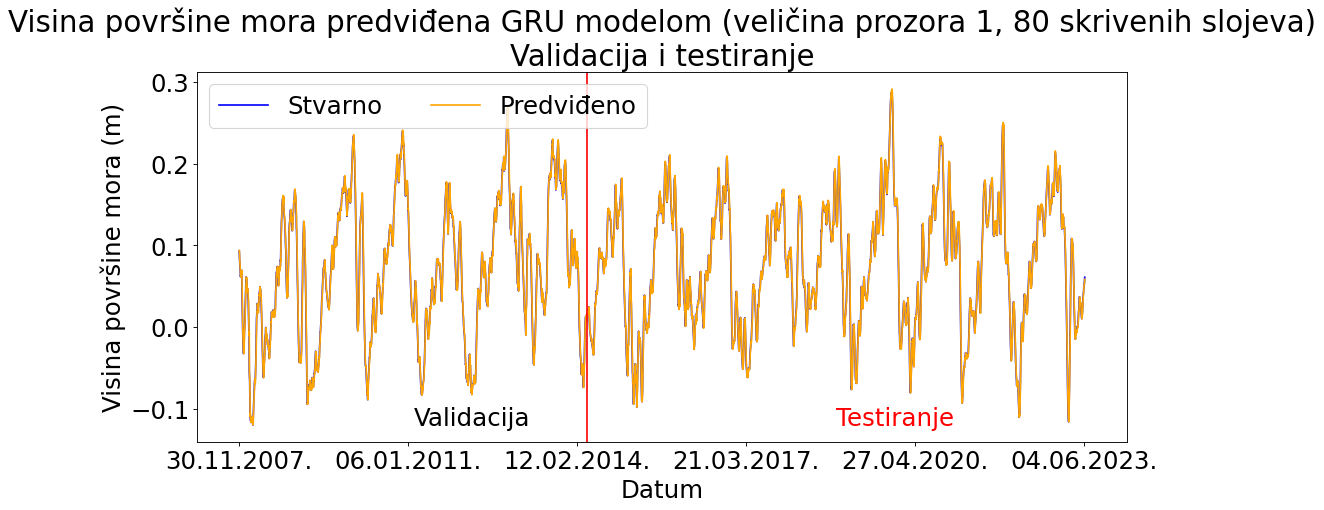 Visina površine mora predviđena GRU modelom (veličina prozora 1, 80 skrivenih slojeva)
Validacija i testiranje
Stvarno Predviđeno
Visina površine mora (m)
0.3
0.2
0.1
0.0
−0.1
Validacija
Testiranje
30.11.2007. 06.01.2011. 12.02.2014. 21.03.2017. 27.04.2020. 04.06.2023.
Datum